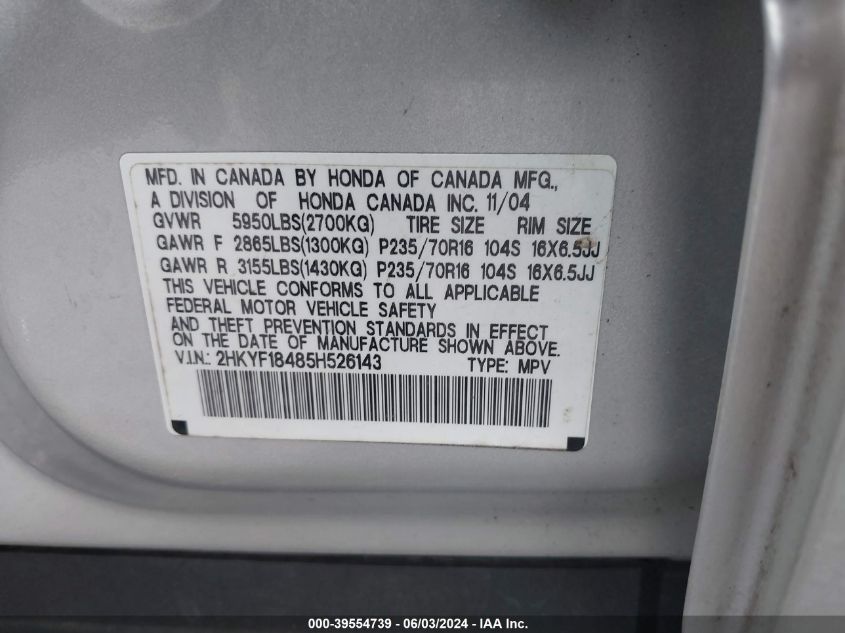 MFD. IN CANADA BY HONDA OF CANADA MFG.,
A DIVISION OF HONDA CANADA INC. 11/04
GVWR 5950LBS(2700KG) TIRE SIZE RIM SIZE
GAWR F 2865LBS(1300KG) P235/70R16 104S 16X6.5JJ
GAWR R 3155LBS(1430KG) P235/70R16 104S 16X6.5JJ
THIS VEHICLE CONFORMS TO ALL APPLICABLE
FEDERAL MOTOR VEHICLE SAFETY
AND THEFT PREVENTION STANDARDS IN EFFECT
ON THE DATE OF MANUFACTURE SHOWN ABOVE.
V.I.N.: 2HKYF18485H526143 TYPE: MPV
000-39554739 - 06/03/2024 - IAA Inc.